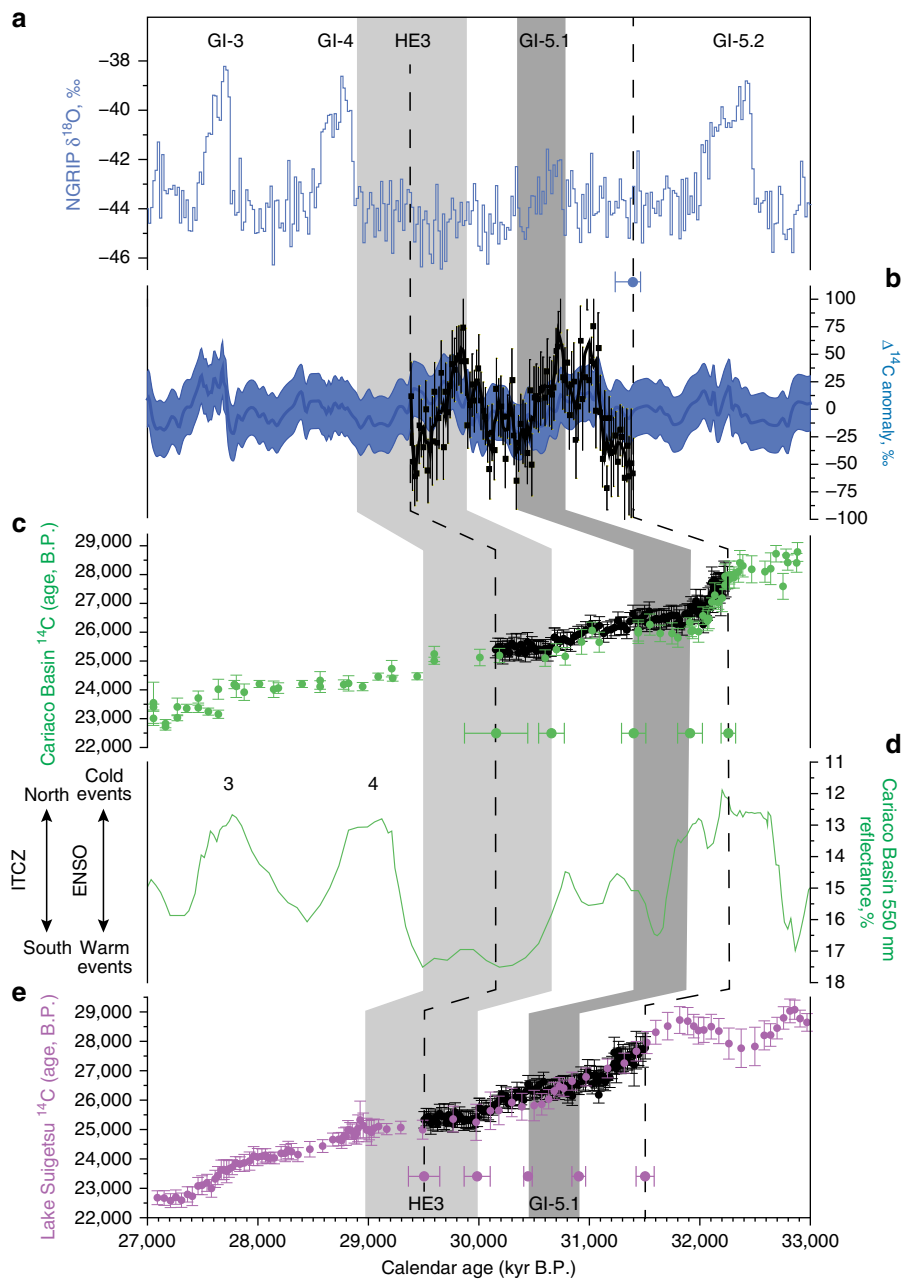 a
GI-3
GI-4
HE3
GI-5.1
GI-5.2
NGRIP δ18O, ‰
−38
−40
−42
−44
−46
b
Δ14C anomaly, ‰
100
75
50
25
0
−25
−50
−75
−100
c
Cariaco Basin 14C (age, B.P.)
29,000
28,000
27,000
26,000
25,000
24,000
23,000
22,000
d
Cariaco Basin 550 nm
reflectance,%
11
12
13
14
15
16
17
18
3
4
North
Cold
events
ITCZ
ENSO
South
Warm
events
e
Lake Suigetsu 14C (age, B.P.)
29,000
28,000
27,000
26,000
25,000
24,000
23,000
22,000
HE3
GI-5.1
27,000
28,000
29,000
30,000
31,000
32,000
33,000
Calendar age (kyr B.P.)